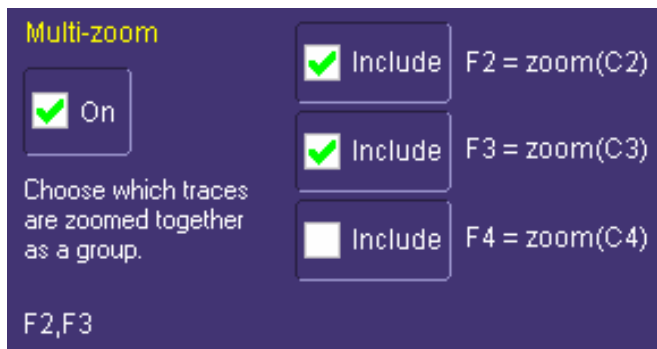 Multi-zoom
On
Choose which traces
are zoomed together
as a group.
F2,F3
Include F2 = zoom(C2)
Include F3 = zoom(C3)
Include F4 = zoom(C4)